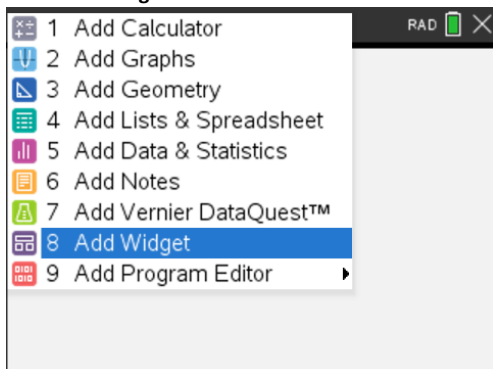 RAD
1 Add Calculator
2 Add Graphs
3 Add Geometry
4 Add Lists & Spreadsheet
5 Add Data & Statistics
6 Add Notes
7 Add Vernier DataQuest™
8 Add Widget
9 Add Program Editor